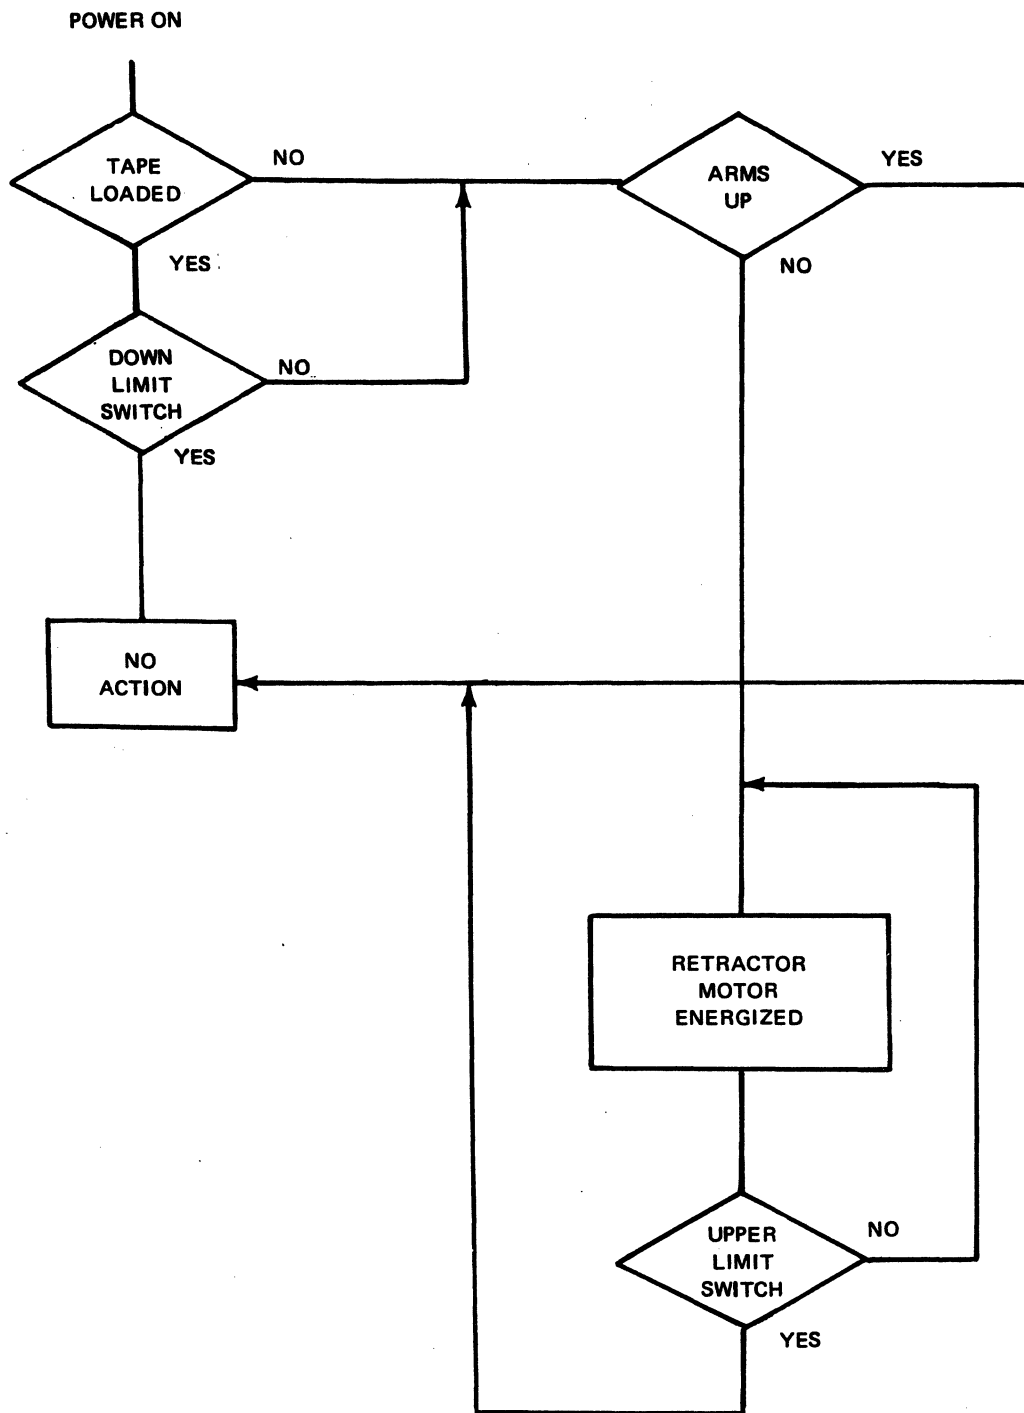 POWER ON
TAPE
LOADED
NO
YES
DOWN
LIMIT
SWITCH
NO
YES
NO
ACTION
ARMS
UP
YES
NO
RETRACTOR
MOTOR
ENERGIZED
UPPER
LIMIT
SWITCH
NO
YES